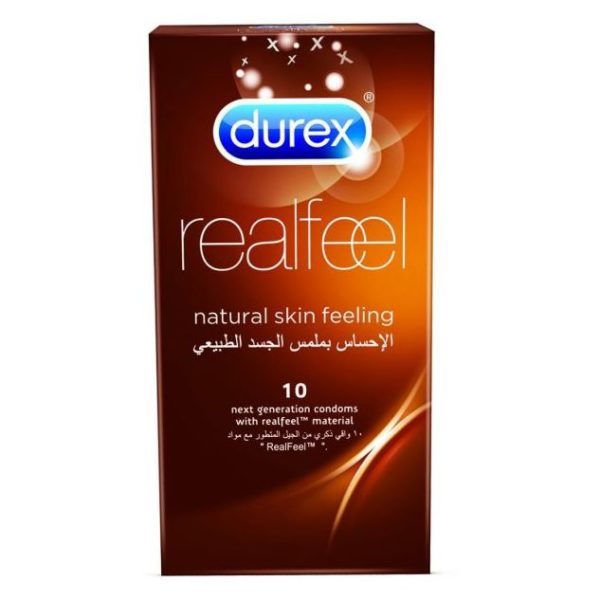 durex®
realfeel
natural skin feeling
الإحساس بملمس الجسد الطبيعي
10
next generation condoms
with realfeel™ material
١٠ واقي ذكري من الجيل المتطور مع مواد
" RealFeel™ ".